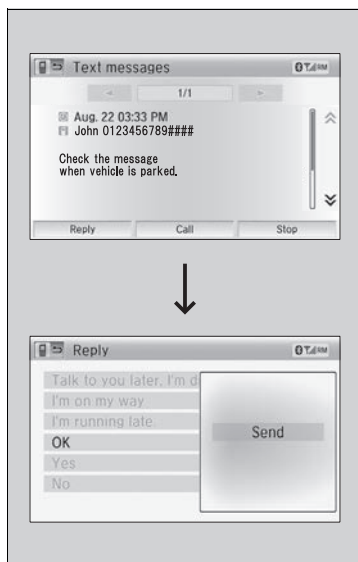 Text messages
1/1
Aug. 22 03:33 PM
John 0123456789####
Check the message
when vehicle is parked.
Reply Call Stop
Reply
Talk to you later, I'm d
I'm on my way
I'm running late.
OK
Send
Yes
No